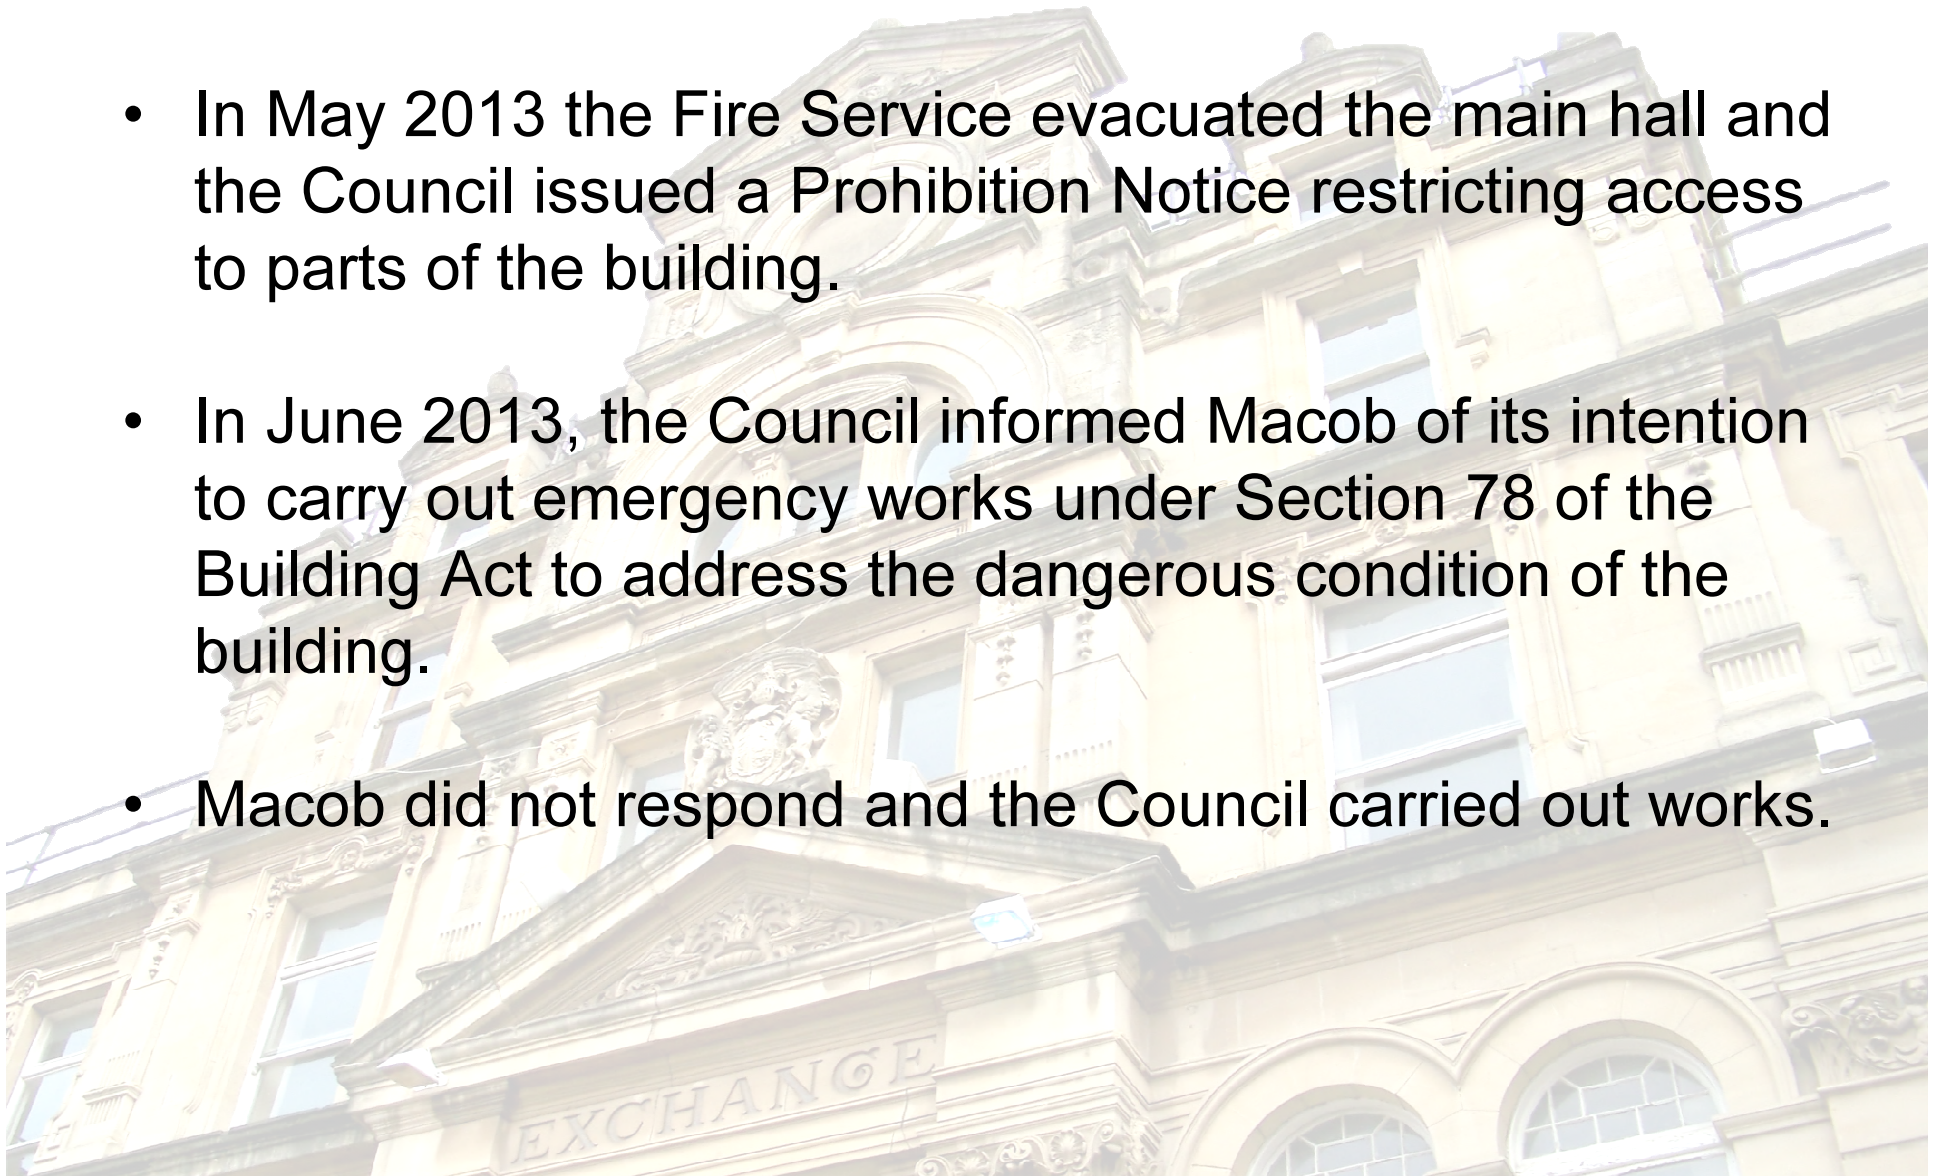 • In May 2013 the Fire Service evacuated the main hall and
the Council issued a Prohibition Notice restricting access
to parts of the building.
• In June 2013, the Council informed Macob of its intention
to carry out emergency works under Section 78 of the
Building Act to address the dangerous condition of the
building.
• Macob did not respond and the Council carried out works.
EXCHANGE